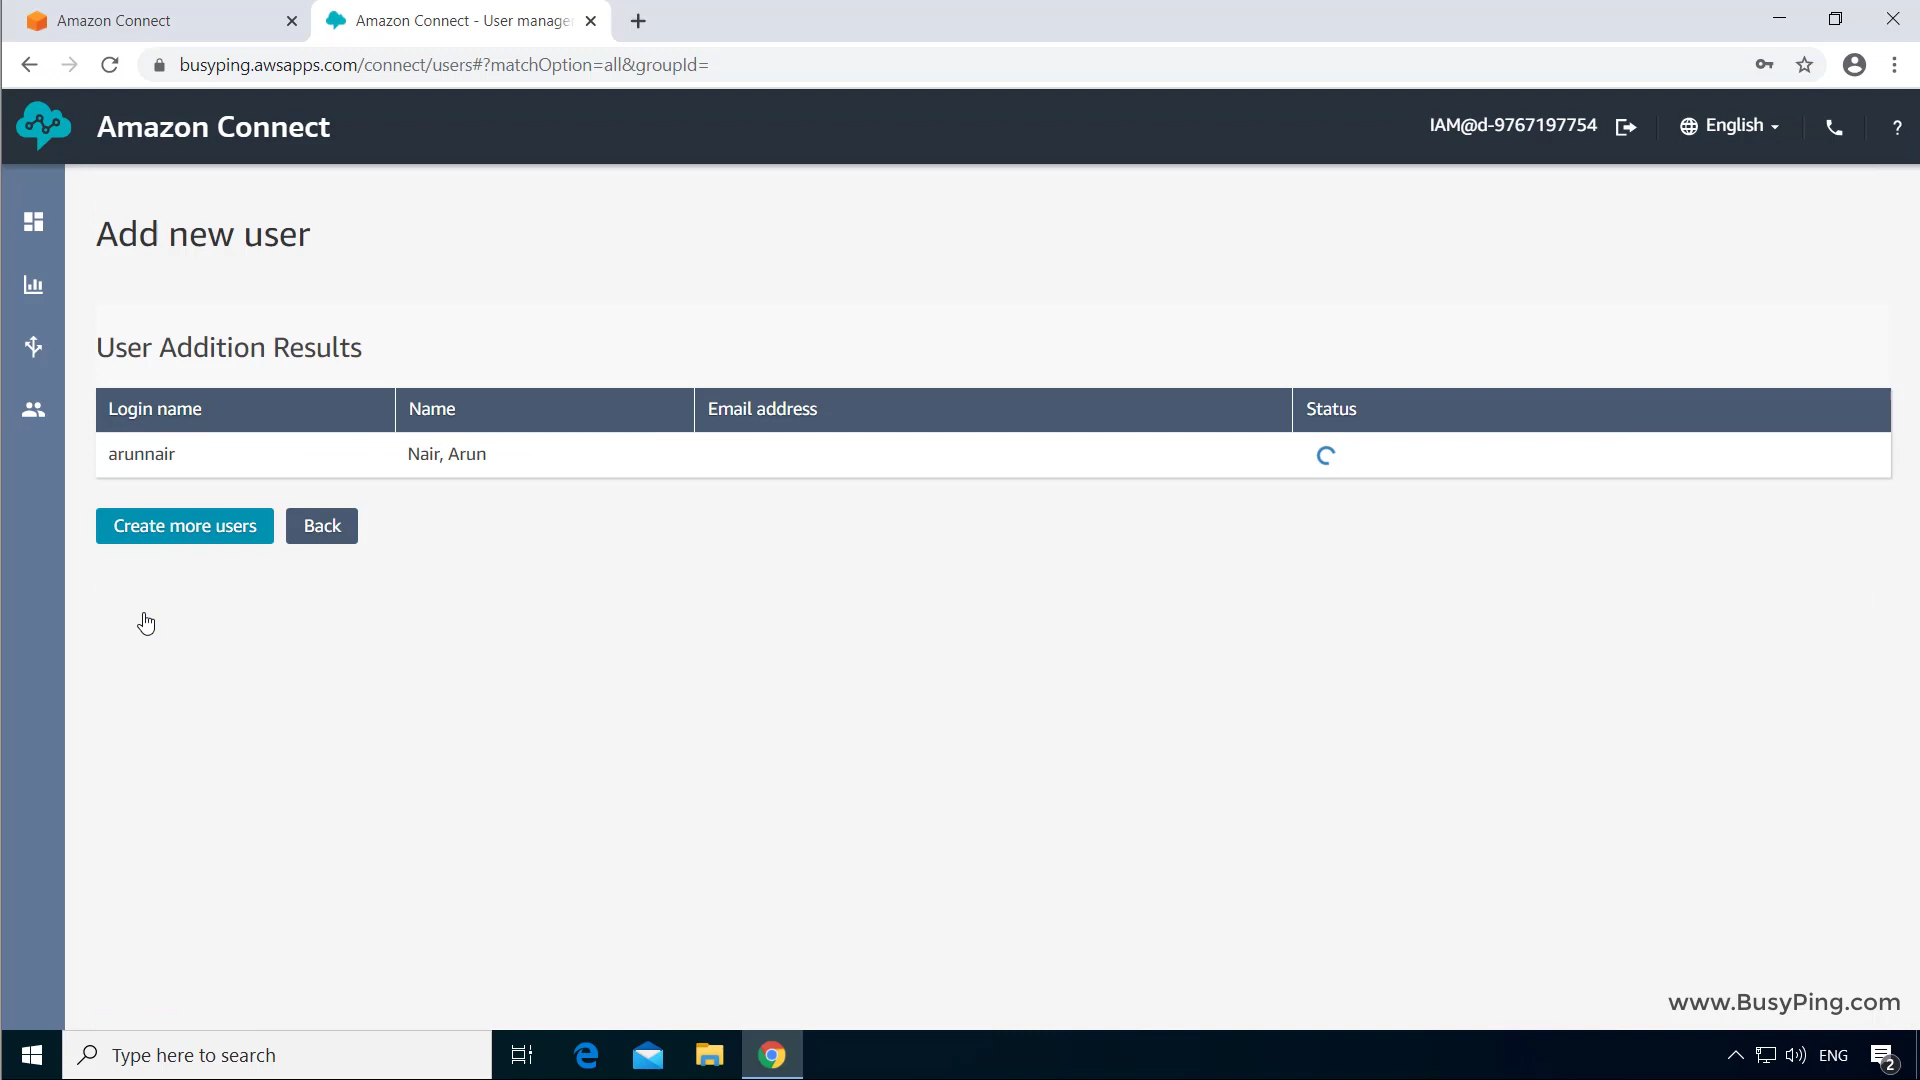 Amazon Connect
Amazon Connect - User manage
busyping.awsapps.com/connect/users#?matchOption=all&groupId=
Amazon Connect
IAM@d-9767197754
English
?
Add new user
User Addition Results
Login name Name Email address Status
arunnair Nair, Arun
Create more users Back
www.BusyPing.com
Type here to search
ENG
2